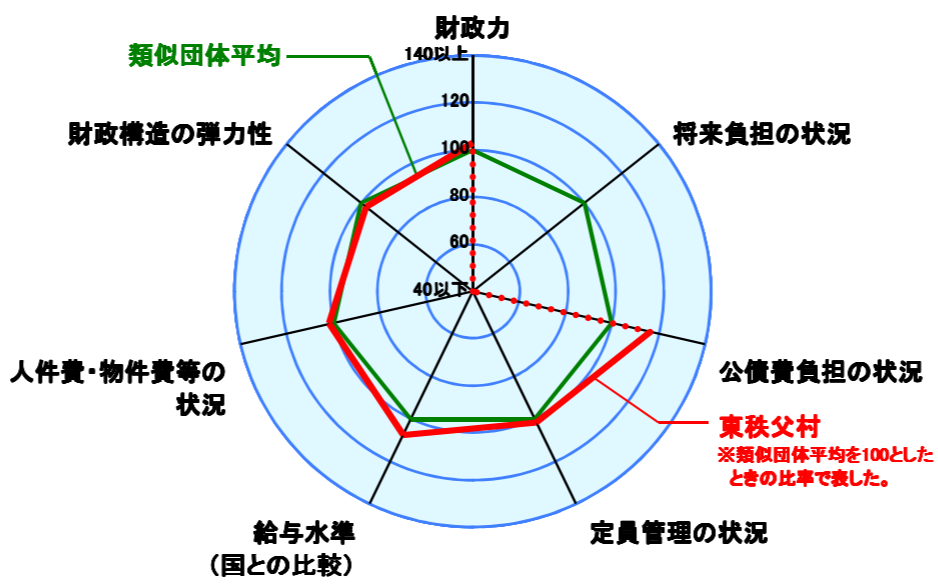 財政力
類似団体平均
140以上
120
100
80
60
40以下
財政構造の弾力性
将来負担の状況
人件費・物件費等の
状況
公債費負担の状況
東秩父村
※類似団体平均を100とした
ときの比率で表した。
給与水準
（国との比較）
定員管理の状況